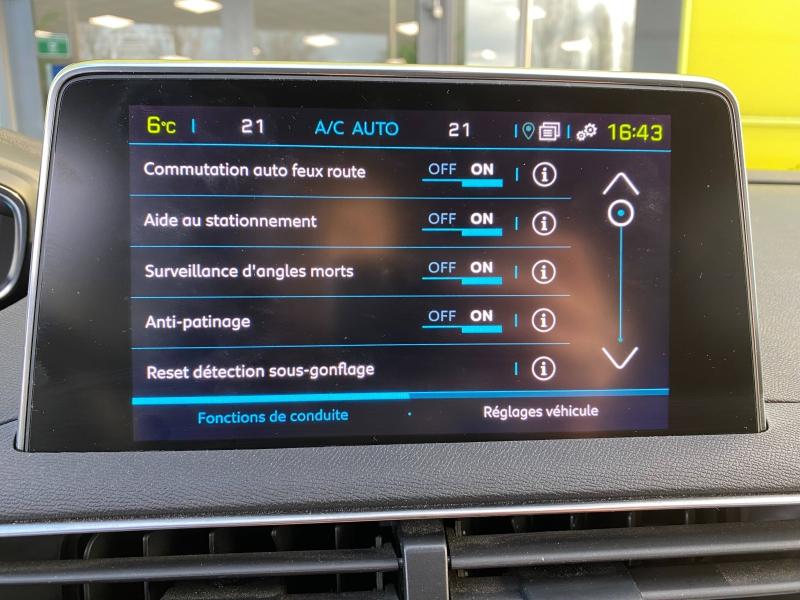 6°C 21 A/C AUTO 21 16:43
Commutation auto feux route OFF ON
Aide au stationnement OFF ON
Surveillance d'angles morts OFF ON
Anti-patinage OFF ON
Reset détection sous-gonflage
Fonctions de conduite Réglages véhicule